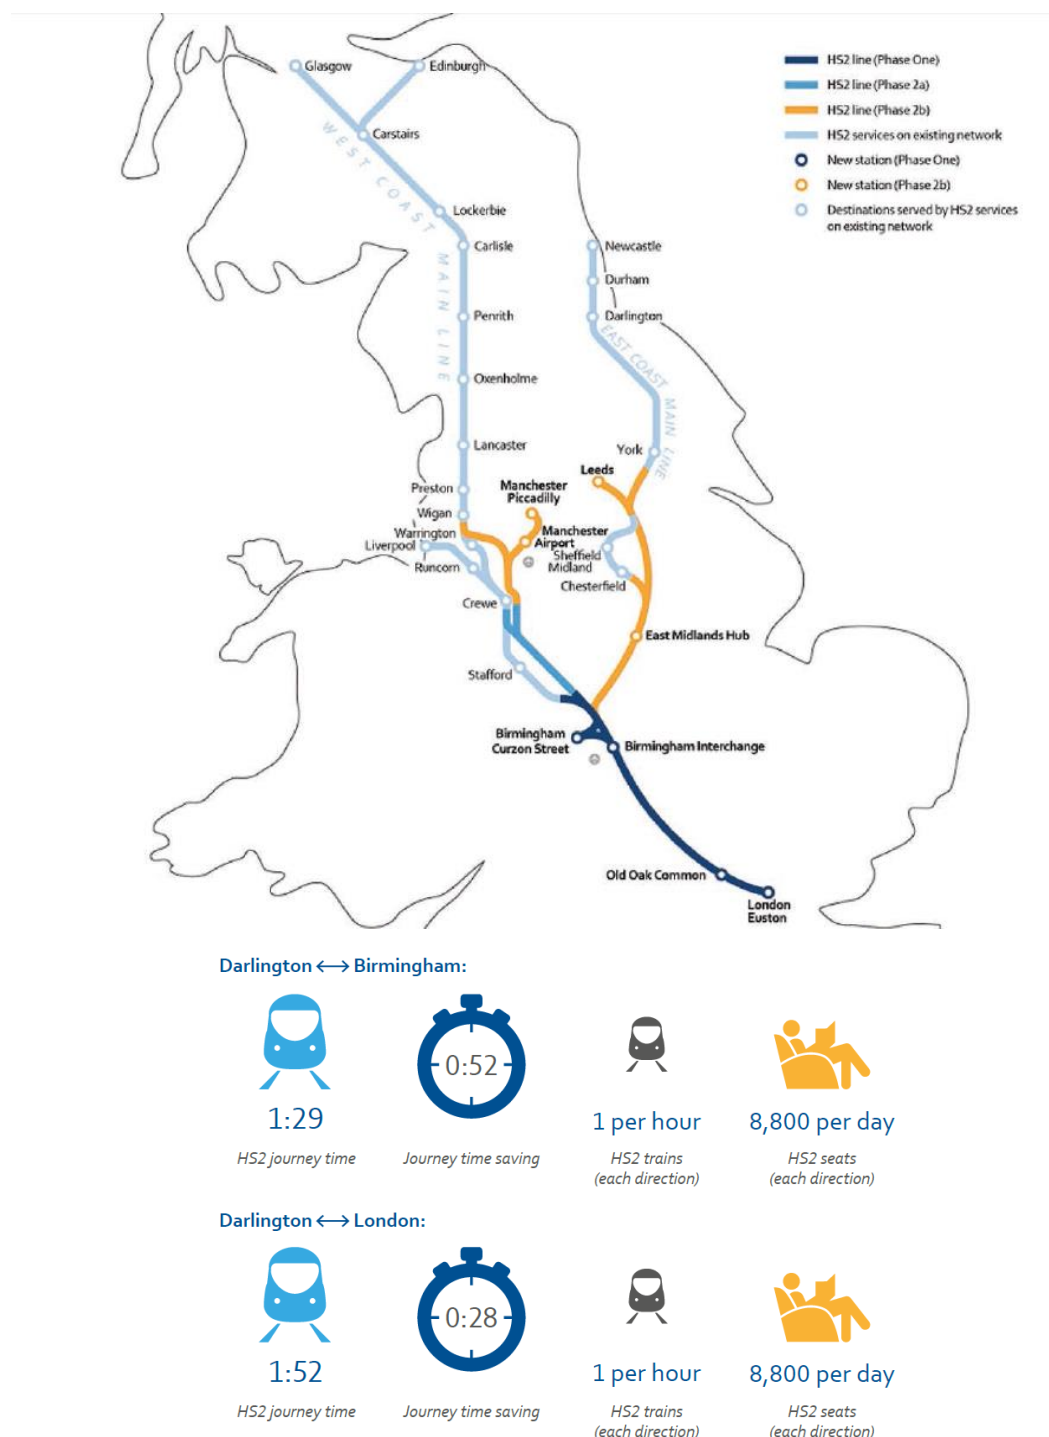 Glasgow
Edinburgh
Carstairs
WEST COAST MAIN LINE
Lockerbie
Carlisle
Penrith
Oxenholme
Lancaster
Preston
Wigan
Warrington
Liverpool
Runcorn
Crewe
Stafford
Newcastle
Durham
Darlington
EAST COAST MAIN LINE
York
Leeds
Manchester
Piccadilly
Manchester
Airport
Sheffield
Midland
Chesterfield
East Midlands Hub
Birmingham
Curzon Street
Birmingham Interchange
Old Oak Common
London
Euston
HS2 line (Phase One)
HS2 line (Phase 2a)
HS2 line (Phase 2b)
HS2 services on existing network
New station (Phase One)
New station (Phase 2b)
Destinations served by HS2 services
on existing network
Darlington ⟷ Birmingham:
0:52
1:29
1 per hour
8,800 per day
HS2 journey time
Journey time saving
HS2 trains
(each direction)
HS2 seats
(each direction)
Darlington ⟷ London:
0:28
1:52
1 per hour
8,800 per day
HS2 journey time
Journey time saving
HS2 trains
(each direction)
HS2 seats
(each direction)